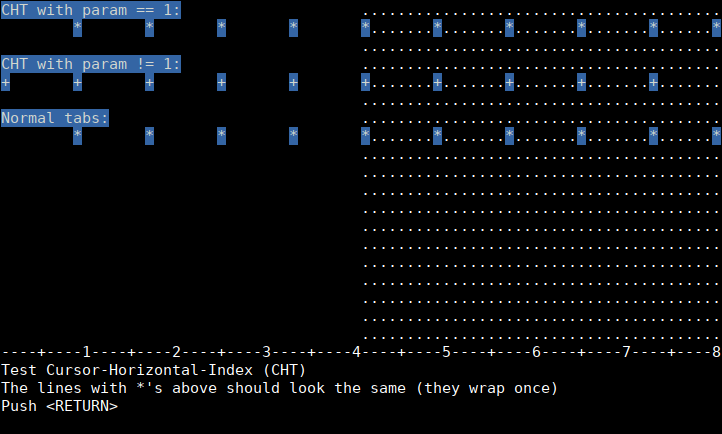 CHT with param == 1:                    ........................................
        *       *       *       *       *.......*.......*.......*.......*......*
                                        ........................................
CHT with param != 1:                    ........................................
+       +       +       +       +       +.......+.......+.......+.......+.......
                                        ........................................
Normal tabs:                            ........................................
        *       *       *       *       *.......*.......*.......*.......*......*
                                        ........................................
                                        ........................................
                                        ........................................
                                        ........................................
                                        ........................................
                                        ........................................
                                        ........................................
                                        ........................................
                                        ........................................
                                        ........................................
                                        ........................................
----+----1----+----2----+----3----+----4----+----5----+----6----+----7----+----8
Test Cursor-Horizontal-Index (CHT)
The lines with *'s above should look the same (they wrap once)
Push <RETURN>